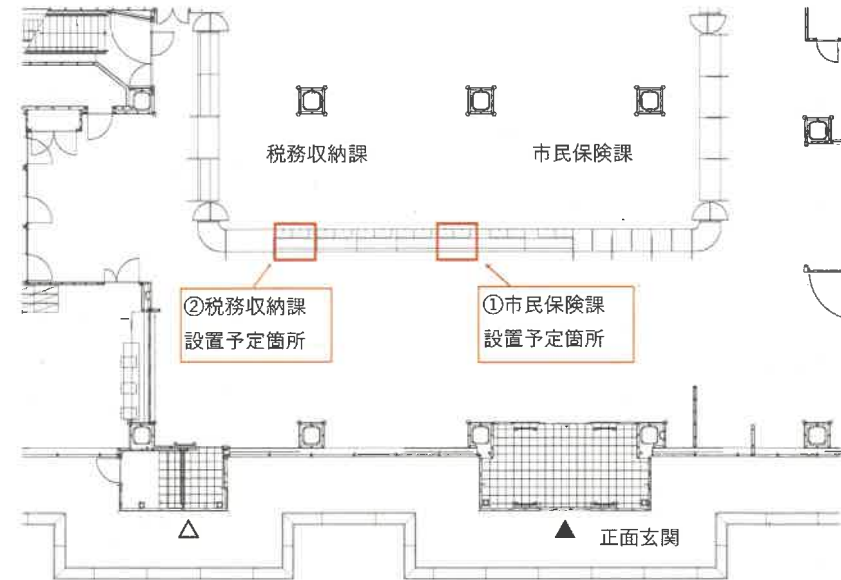 税務収納課
市民保険課
②税務収納課
設置予定箇所
①市民保険課
設置予定箇所
△
▲ 正面玄関